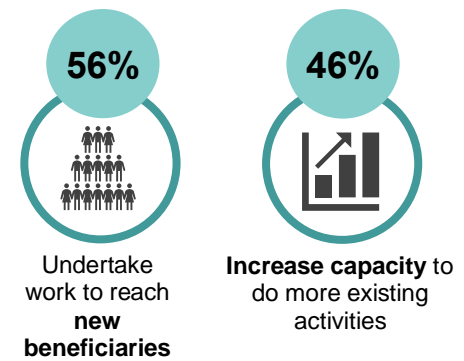 56%
Undertake
work to reach
new
beneficiaries
46%
Increase capacity to
do more existing
activities